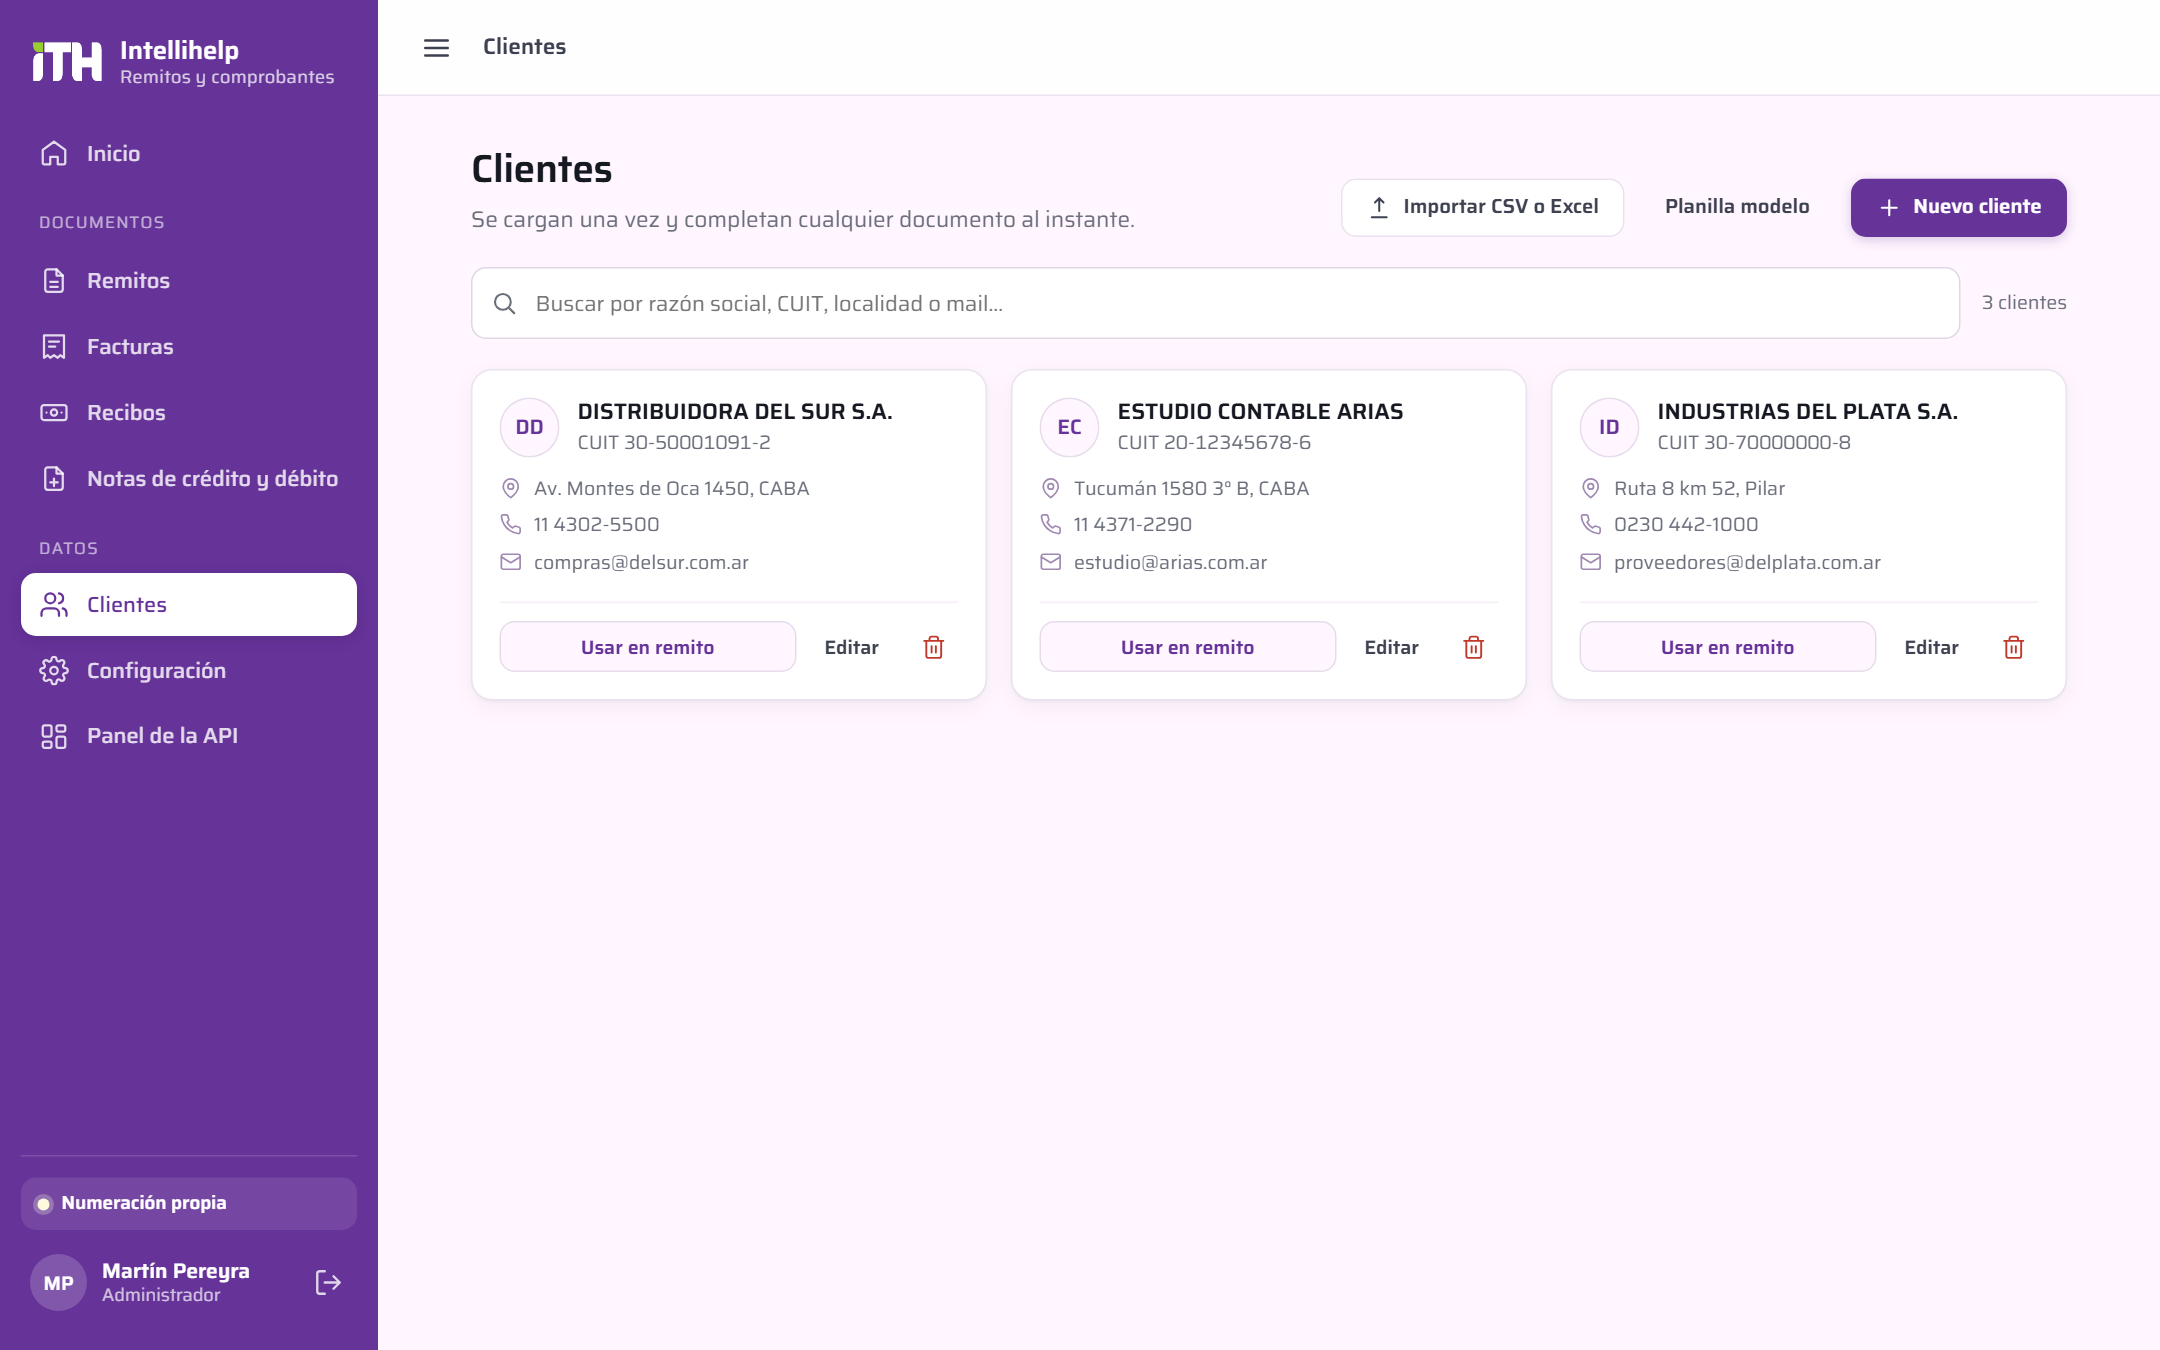 iTH
Intellihelp
Remitos y comprobantes
Inicio
DOCUMENTOS
Remitos
Facturas
Recibos
Notas de crédito y débito
DATOS
Clientes
Configuración
Panel de la API
Numeración propia
MP
Martín Pereyra
Administrador
Clientes
Clientes
Se cargan una vez y completan cualquier documento al instante.
Importar CSV o Excel
Planilla modelo
Nuevo cliente
Buscar por razón social, CUIT, localidad o mail...
3 clientes
DD
DISTRIBUIDORA DEL SUR S.A.
CUIT 30-50001091-2
Av. Montes de Oca 1450, CABA
11 4302-5500
compras@delsur.com.ar
Usar en remito
Editar
EC
ESTUDIO CONTABLE ARIAS
CUIT 20-12345678-6
Tucumán 1580 3º B, CABA
11 4371-2290
estudio@arias.com.ar
Usar en remito
Editar
ID
INDUSTRIAS DEL PLATA S.A.
CUIT 30-70000000-8
Ruta 8 km 52, Pilar
0230 442-1000
proveedores@delplata.com.ar
Usar en remito
Editar